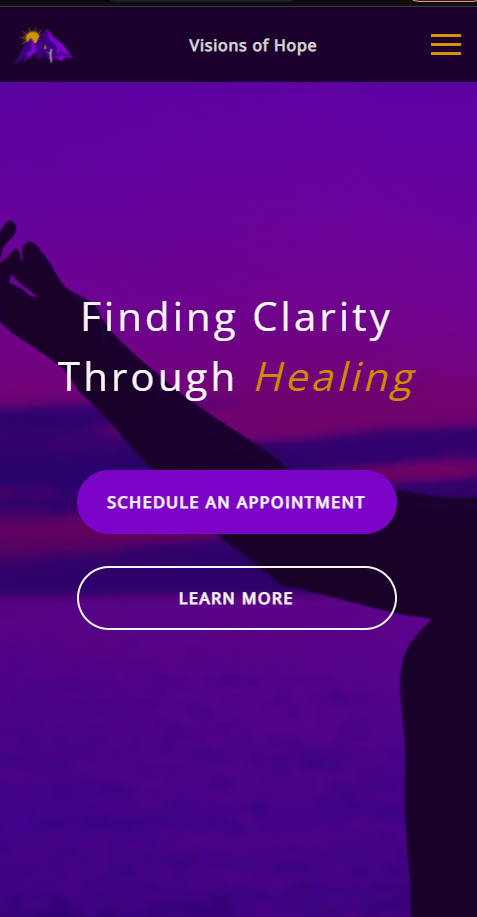 Visions of Hope
Finding Clarity
Through Healing
SCHEDULE AN APPOINTMENT
LEARN MORE